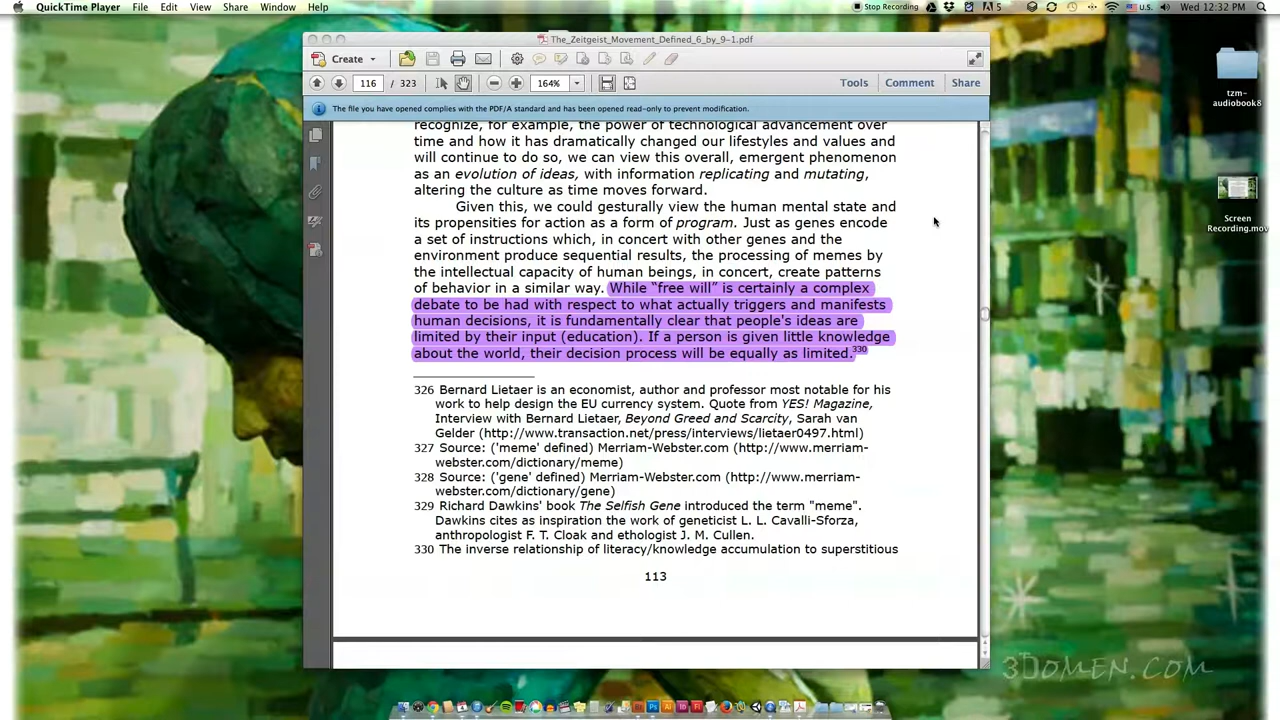 QuickTime Player File Edit View Share Window Help
Stop Recording 5 U.S. Wed 12:32 PM
The_Zeitgeist_Movement_Defined_6_by_9-1.pdf
Create
116 / 323 164% Tools Comment Share
The file you have opened complies with the PDF/A standard and has been opened read-only to prevent modification.
recognize, for example, the power of technological advancement over
time and how it has dramatically changed our lifestyles and values and
will continue to do so, we can view this overall, emergent phenomenon
as an evolution of ideas, with information replicating and mutating,
altering the culture as time moves forward.
Given this, we could gesturally view the human mental state and
its propensities for action as a form of program. Just as genes encode
a set of instructions which, in concert with other genes and the
environment produce sequential results, the processing of memes by
the intellectual capacity of human beings, in concert, create patterns
of behavior in a similar way. While “free will” is certainly a complex
debate to be had with respect to what actually triggers and manifests
human decisions, it is fundamentally clear that people's ideas are
limited by their input (education). If a person is given little knowledge
about the world, their decision process will be equally as limited.330
326 Bernard Lietaer is an economist, author and professor most notable for his
work to help design the EU currency system. Quote from YES! Magazine,
Interview with Bernard Lietaer, Beyond Greed and Scarcity, Sarah van
Gelder (http://www.transaction.net/press/interviews/lietaer0497.html)
327 Source: ('meme' defined) Merriam-Webster.com (http://www.merriam-
webster.com/dictionary/meme)
328 Source: ('gene' defined) Merriam-Webster.com (http://www.merriam-
webster.com/dictionary/gene)
329 Richard Dawkins' book The Selfish Gene introduced the term "meme".
Dawkins cites as inspiration the work of geneticist L. L. Cavalli-Sforza,
anthropologist F. T. Cloak and ethologist J. M. Cullen.
330 The inverse relationship of literacy/knowledge accumulation to superstitious
113
tzm-
audiobook8
Screen
Recording.mov
3DOMEN.COM